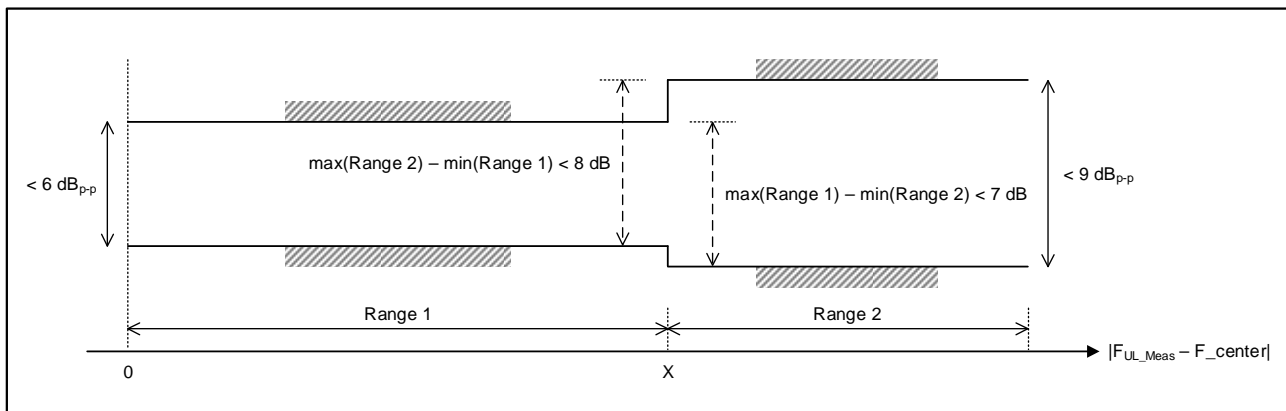 max(Range 2) – min(Range 1) < 8 dB
< 6 dBp-p
< 9 dBp-p
max(Range 1) – min(Range 2) < 7 dB
Range 1
Range 2
|FUL_Meas – F_center|
0
X